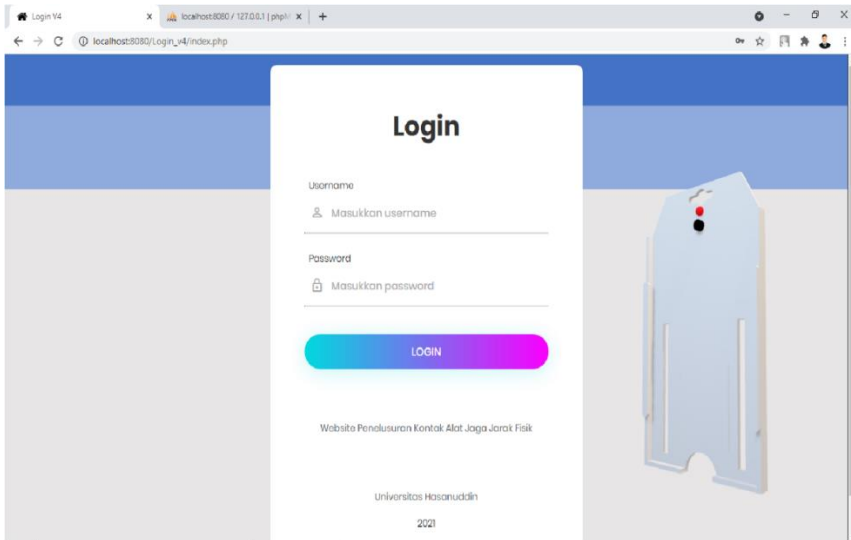 Login V4
localhost:8080 / 127.0.0.1 | phpM
localhost:8080/Login_v4/index.php
Login
Username
Masukkan username
Password
Masukkan password
LOGIN
Website Penelusuran Kontak Alat Jaga Jarak Fisik
Universitas Hasanuddin
2021